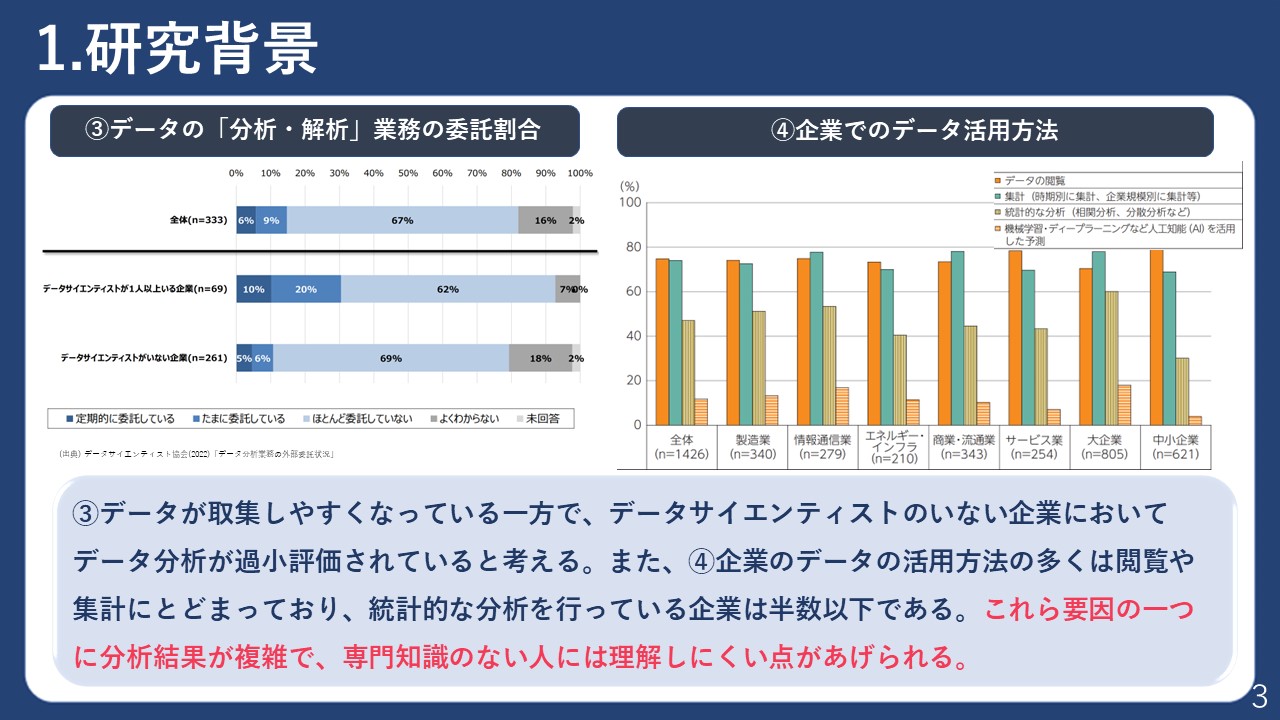 1.研究背景
③データの「分析・解析」業務の委託割合
0% 10% 20% 30% 40% 50% 60% 70% 80% 90% 100%
全体(n=333) 6% 9% 67% 16% 2%
データサイエンティストが1人以上いる企業(n=69) 10% 20% 62% 7% 0%
データサイエンティストがいない企業(n=261) 5% 6% 69% 18% 2%
定期的に委託している たまに委託している ほとんど委託していない よくわからない 未回答
(出典) データサイエンティスト協会(2022)「データ分析業務の外部委託状況」
④企業でのデータ活用方法
データの閲覧
集計（時期別に集計、企業規模別に集計等）
統計的な分析（相関分析、分散分析など）
機械学習・ディープラーニングなど人工知能 (AI) を活用
した予測
(%)
100
80
60
40
20
0
全体 製造業 情報通信業 エネルギー・インフラ 商業・流通業 サービス業 大企業 中小企業
(n=1426) (n=340) (n=279) (n=210) (n=343) (n=254) (n=805) (n=621)
③データが取集しやすくなっている一方で、データサイエンティストのいない企業において
データ分析が過小評価されていると考える。また、④企業のデータの活用方法の多くは閲覧や
集計にとどまっており、統計的な分析を行っている企業は半数以下である。これら要因の一つ
に分析結果が複雑で、専門知識のない人には理解しにくい点があげられる。
3